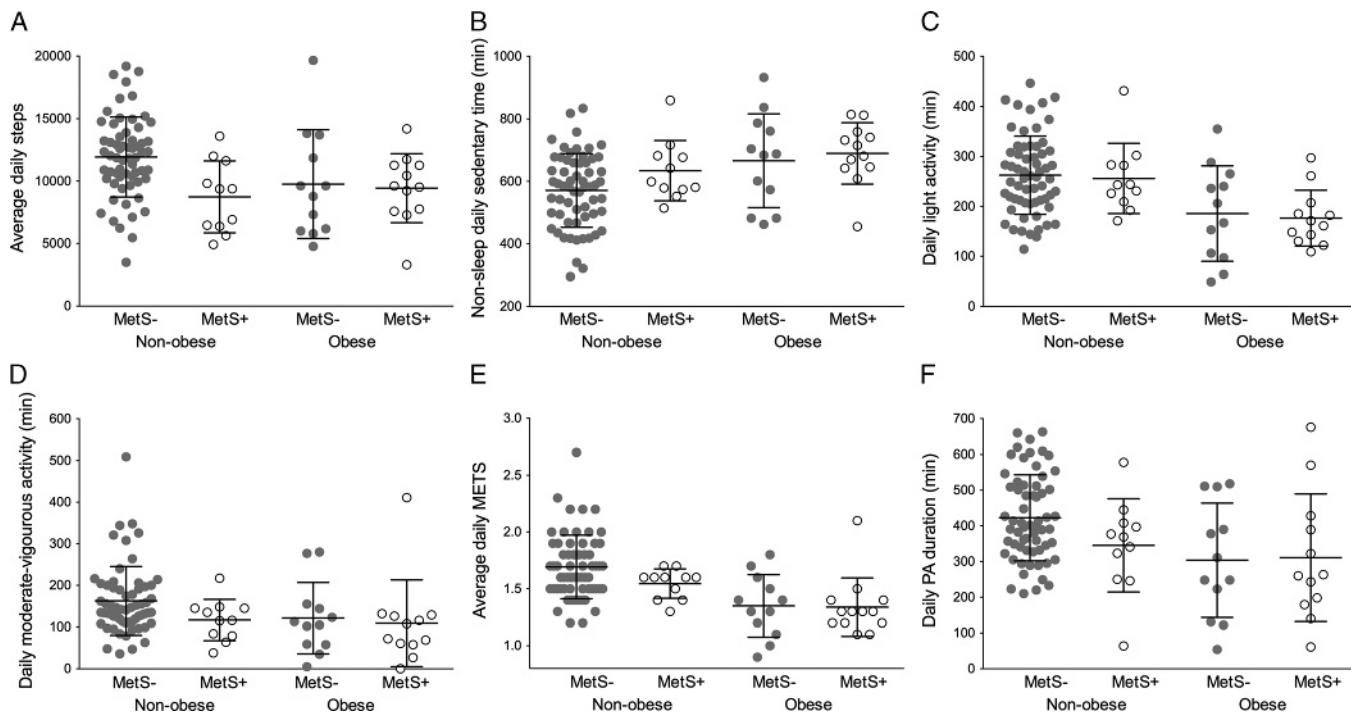 A
Average daily steps
20000
15000
10000
5000
0
MetS- MetS+ MetS- MetS+
Non-obese Obese
B
Non-sleep daily sedentary time (min)
1000
800
600
400
200
MetS- MetS+ MetS- MetS+
Non-obese Obese
C
Daily light activity (min)
500
400
300
200
100
0
MetS- MetS+ MetS- MetS+
Non-obese Obese
D
Daily moderate-vigourous activity (min)
600
500
400
300
200
100
0
MetS- MetS+ MetS- MetS+
Non-obese Obese
E
Average daily METS
3.0
2.5
2.0
1.5
1.0
MetS- MetS+ MetS- MetS+
Non-obese Obese
F
Daily PA duration (min)
700
600
500
400
300
200
100
0
MetS- MetS+ MetS- MetS+
Non-obese Obese